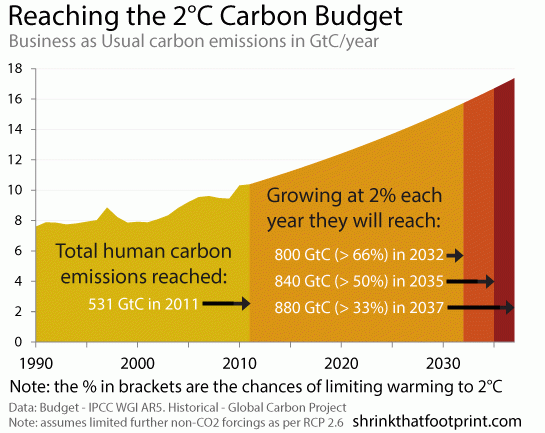 Reaching the 2°C Carbon Budget
Business as Usual carbon emissions in GtC/year
18
16
14
12
10
8
6
4
2
0
Total human carbon
emissions reached:
531 GtC in 2011
Growing at 2% each
year they will reach:
800 GtC (> 66%) in 2032
840 GtC (> 50%) in 2035
880 GtC (> 33%) in 2037
1990 2000 2010 2020 2030
Note: the % in brackets are the chances of limiting warming to 2°C
Data: Budget - IPCC WGI AR5. Historical - Global Carbon Project
Note: assumes limited further non-CO2 forcings as per RCP 2.6
shrinkthatfootprint.com